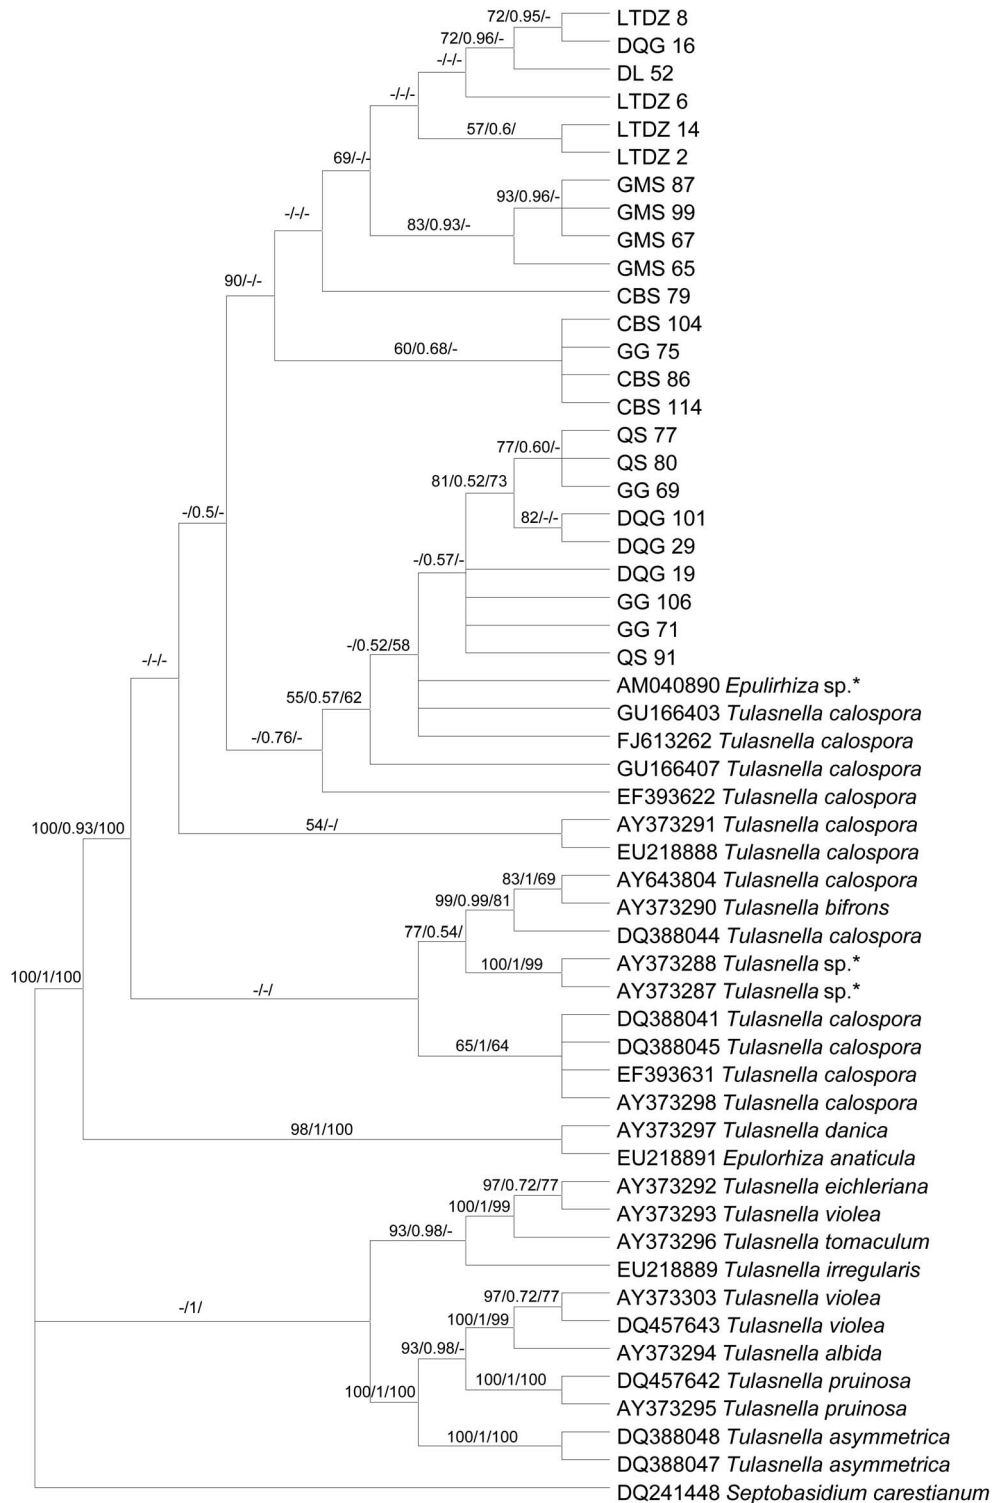 72/0.95/-
LTDZ 8
72/0.96/-
DQG 16
-/-/-
DL 52
-/-/-
LTDZ 6
57/0.6/
LTDZ 14
LTDZ 2
69/-/-
GMS 87
93/0.96/-
GMS 99
-/-/-
83/0.93/-
GMS 67
GMS 65
90/-/-
CBS 79
CBS 104
60/0.68/-
GG 75
CBS 86
CBS 114
QS 77
77/0.60/-
QS 80
81/0.52/73
GG 69
-/0.5/-
82/-/-
DQG 101
DQG 29
-/0.57/-
DQG 19
GG 106
GG 71
-/0.52/58
QS 91
-/-/-
AM040890 Epulirhiza sp.*
55/0.57/62
GU166403 Tulasnella calospora
-/0.76/-
FJ613262 Tulasnella calospora
GU166407 Tulasnella calospora
EF393622 Tulasnella calospora
100/0.93/100
54/-/
AY373291 Tulasnella calospora
EU218888 Tulasnella calospora
83/1/69
AY643804 Tulasnella calospora
99/0.99/81
AY373290 Tulasnella bifrons
77/0.54/
DQ388044 Tulasnella calospora
100/1/99
AY373288 Tulasnella sp.*
100/1/100
-/-/
AY373287 Tulasnella sp.*
DQ388041 Tulasnella calospora
65/1/64
DQ388045 Tulasnella calospora
EF393631 Tulasnella calospora
AY373298 Tulasnella calospora
98/1/100
AY373297 Tulasnella danica
EU218891 Epulorhiza anaticula
97/0.72/77
AY373292 Tulasnella eichleriana
100/1/99
AY373293 Tulasnella violea
93/0.98/-
AY373296 Tulasnella tomaculum
EU218889 Tulasnella irregularis
-/1/
97/0.72/77
AY373303 Tulasnella violea
100/1/99
DQ457643 Tulasnella violea
93/0.98/-
AY373294 Tulasnella albida
100/1/100
100/1/100
DQ457642 Tulasnella pruinosa
AY373295 Tulasnella pruinosa
100/1/100
DQ388048 Tulasnella asymmetrica
DQ388047 Tulasnella asymmetrica
DQ241448 Septobasidium carestianum